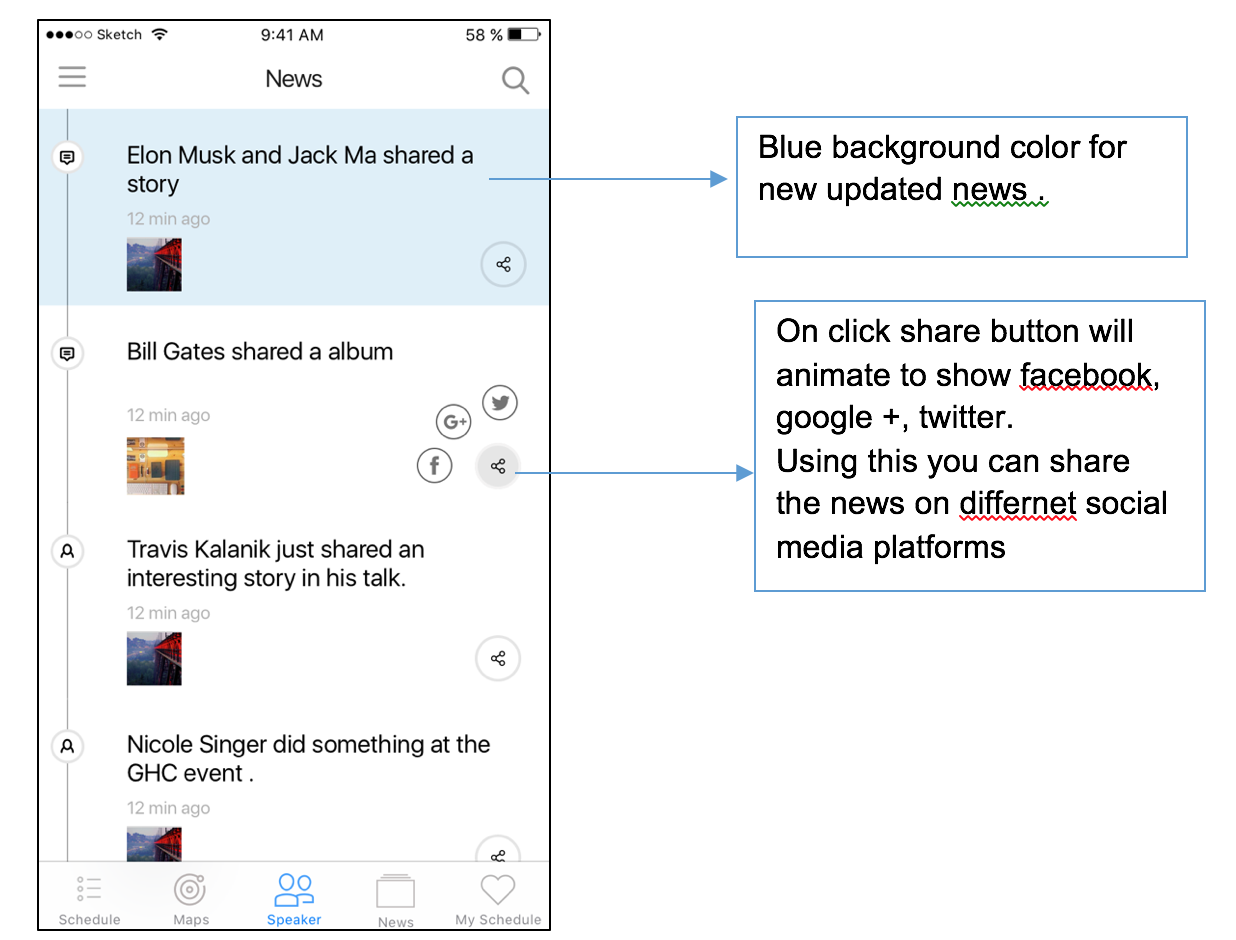 Sketch 9:41 AM 58 %
News
Elon Musk and Jack Ma shared a
story
12 min ago
Bill Gates shared a album
12 min ago
G+
f
Travis Kalanik just shared an
interesting story in his talk.
12 min ago
Nicole Singer did something at the
GHC event .
12 min ago
Schedule Maps Speaker News My Schedule
Blue background color for
new updated news .
On click share button will
animate to show facebook,
google +, twitter.
Using this you can share
the news on differnet social
media platforms